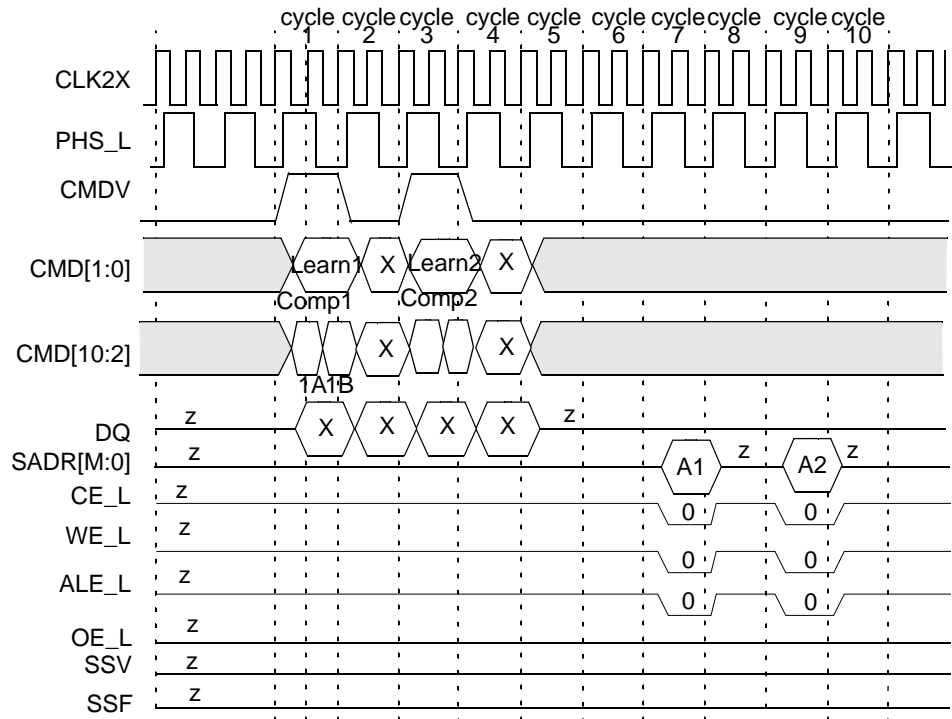 cycle cycle cycle cycle cycle cycle cycle cycle cycle cycle
1 2 3 4 5 6 7 8 9 10
CLK2X
PHS_L
CMDV
CMD[1:0] Learn1 X Learn2 X
Comp1 Comp2
CMD[10:2] X X
1A1B
DQ z X X X X z
SADR[M:0] z A1 z A2 z
CE_L z 0 0
WE_L z 0 0
ALE_L z 0 0
OE_L z
SSV z
SSF z